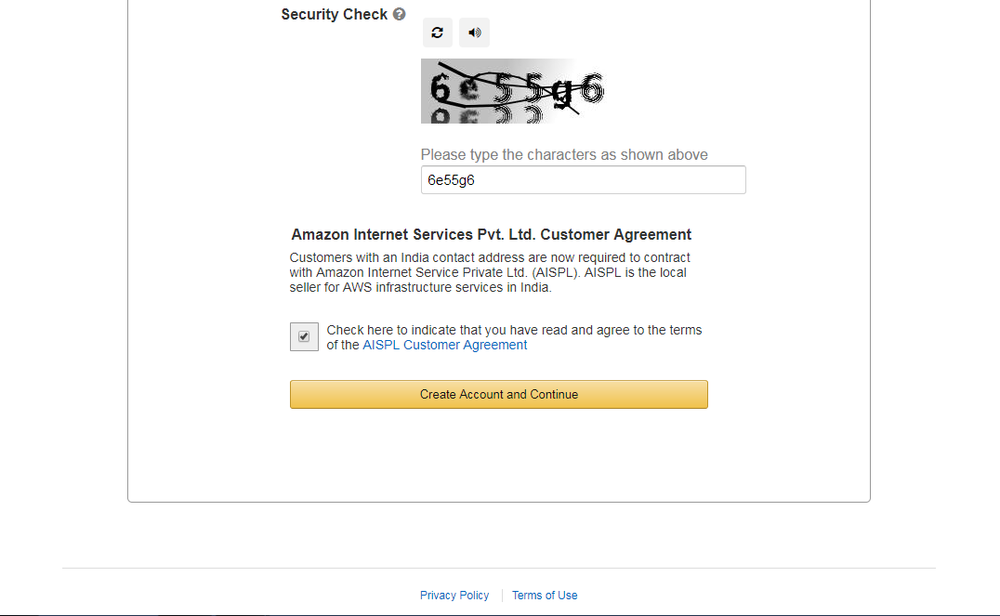 Security Check ?
6e55g6
Please type the characters as shown above
6e55g6
Amazon Internet Services Pvt. Ltd. Customer Agreement
Customers with an India contact address are now required to contract
with Amazon Internet Service Private Ltd. (AISPL). AISPL is the local
seller for AWS infrastructure services in India.
Check here to indicate that you have read and agree to the terms
of the AISPL Customer Agreement
Create Account and Continue
Privacy Policy | Terms of Use